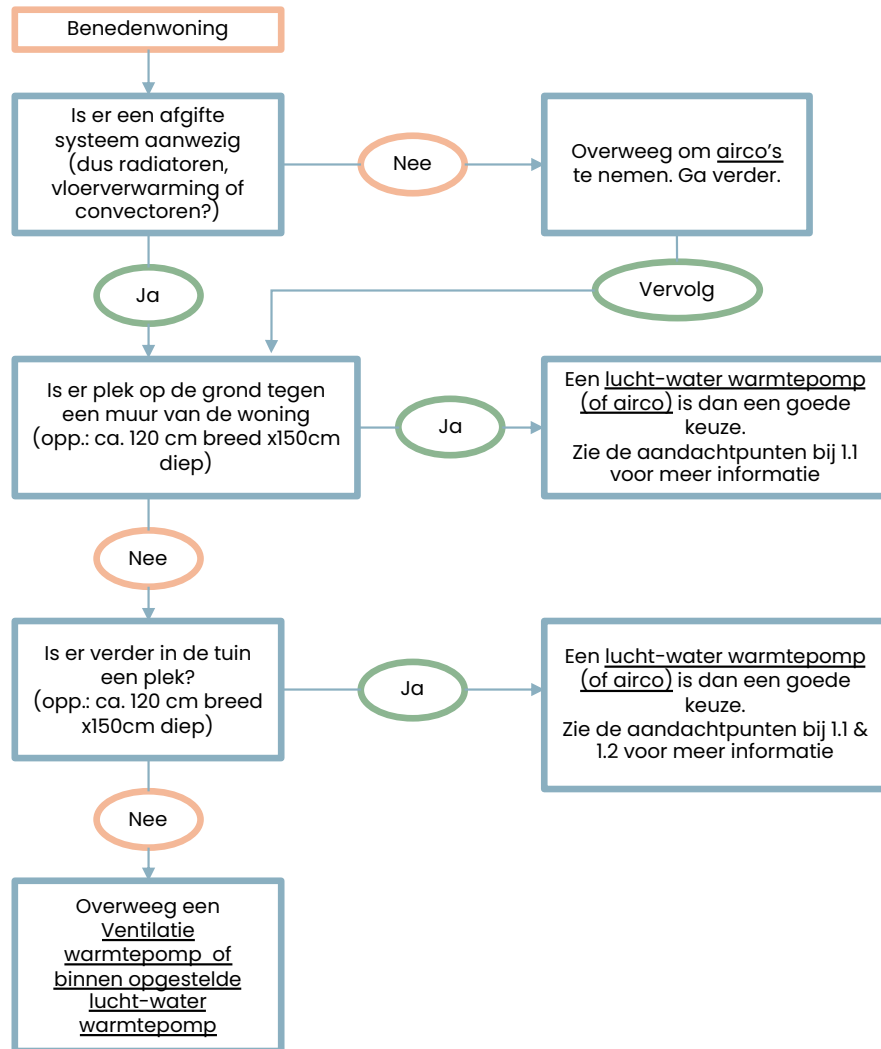 Benedenwoning
Is er een afgifte
systeem aanwezig
(dus radiatoren,
vloerverwarming of
convectoren?)
Nee
Overweeg om airco's
te nemen. Ga verder.
Ja
Vervolg
Is er plek op de grond tegen
een muur van de woning
(opp.: ca. 120 cm breed x150cm
diep)
Ja
Een lucht-water warmtepomp
(of airco) is dan een goede
keuze.
Zie de aandachtpunten bij 1.1
voor meer informatie
Nee
Is er verder in de tuin
een plek?
(opp.: ca. 120 cm breed
x150cm diep)
Ja
Een lucht-water warmtepomp
(of airco) is dan een goede
keuze.
Zie de aandachtpunten bij 1.1 &
1.2 voor meer informatie
Nee
Overweeg een
Ventilatie
warmtepomp of
binnen opgestelde
lucht-water
warmtepomp